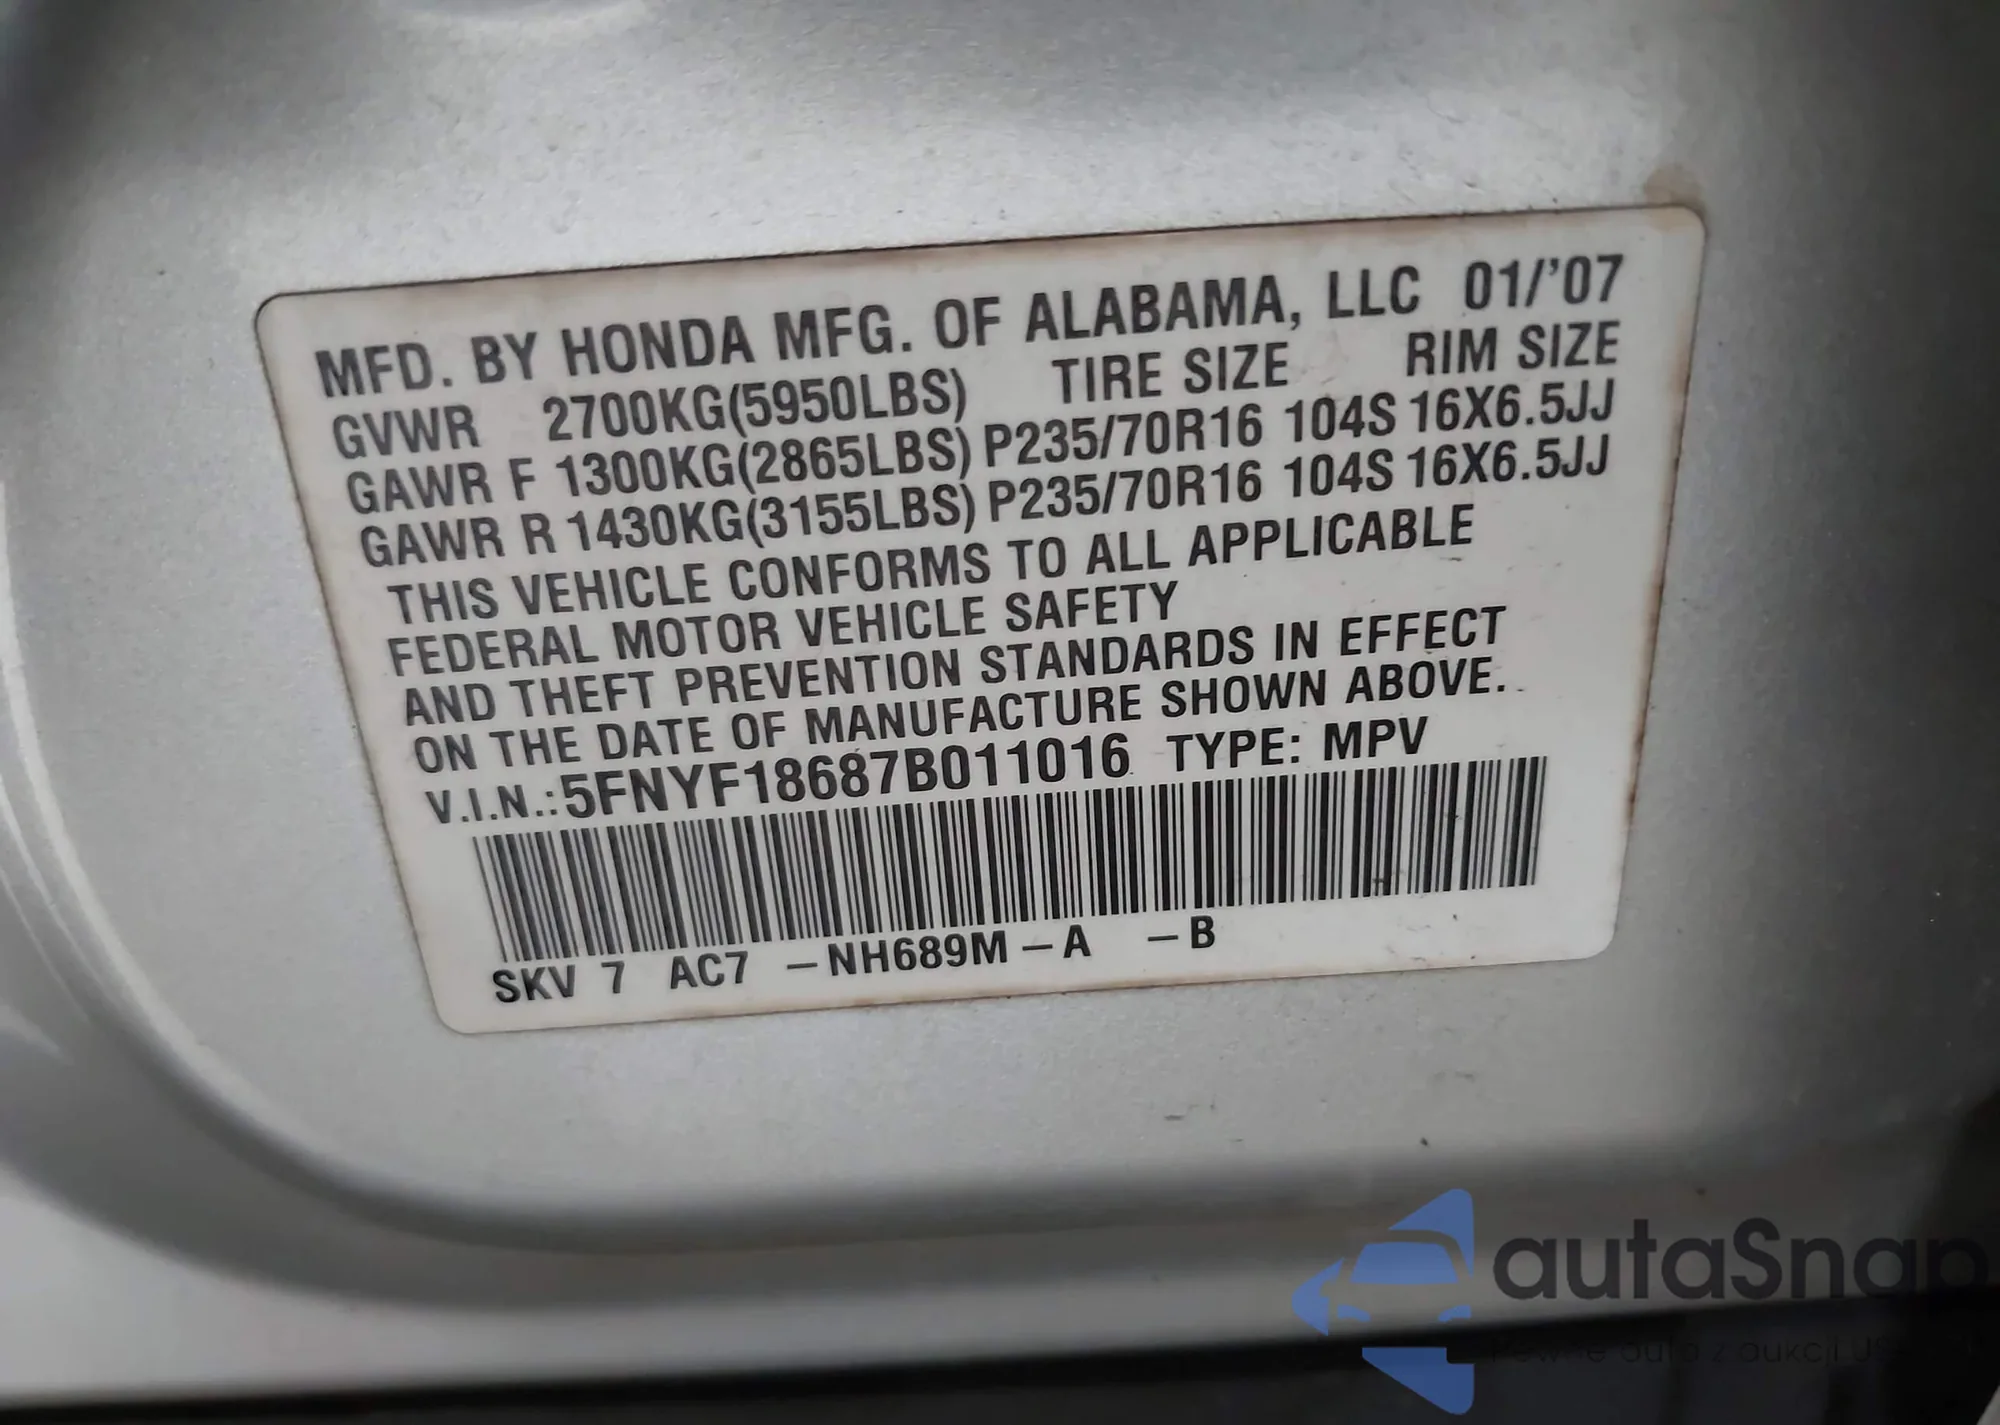 MFD. BY HONDA MFG. OF ALABAMA, LLC 01/'07
GVWR 2700KG(5950LBS) TIRE SIZE RIM SIZE
GAWR F 1300KG(2865LBS) P235/70R16 104S 16X6.5JJ
GAWR R 1430KG(3155LBS) P235/70R16 104S 16X6.5JJ
THIS VEHICLE CONFORMS TO ALL APPLICABLE
FEDERAL MOTOR VEHICLE SAFETY
AND THEFT PREVENTION STANDARDS IN EFFECT
ON THE DATE OF MANUFACTURE SHOWN ABOVE.
V.I.N.:5FNYF18687B011016 TYPE: MPV
SKV 7 AC7 –NH689M–A –B
autaSnap
auta z aukcji